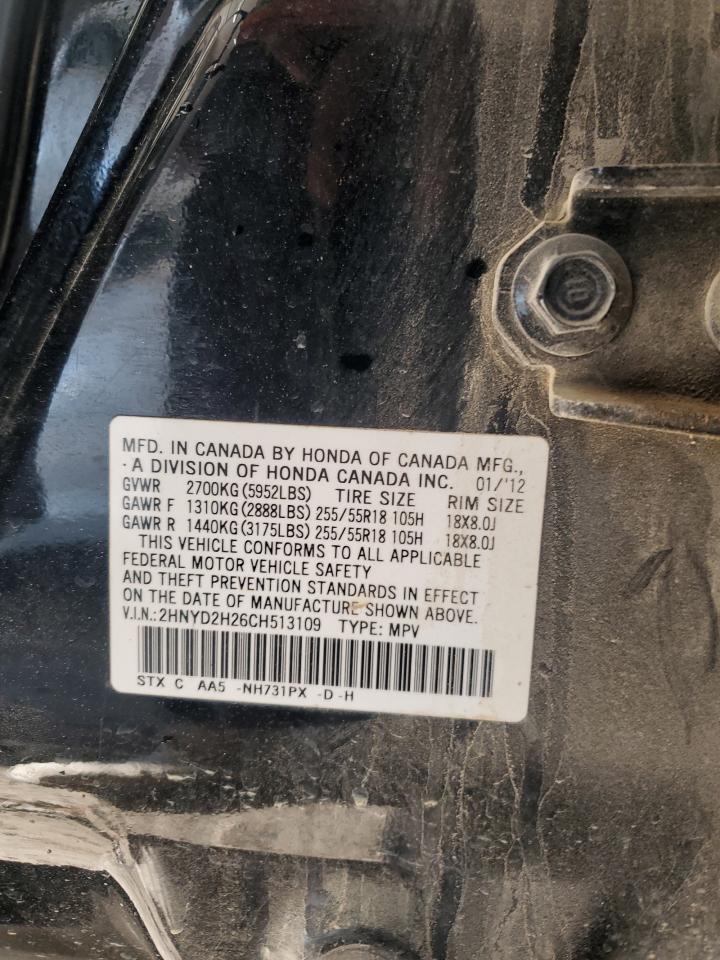 MFD. IN CANADA BY HONDA OF CANADA MFG.,
·A DIVISION OF HONDA CANADA INC. 01/'12
GVWR 2700KG(5952LBS) TIRE SIZE RIM SIZE
GAWR F 1310KG(2888LBS)255/55R18 105H 18X8.0J
GAWR R 1440KG(3175LBS)255/55R18 105H 18X8.0J
THIS VEHICLE CONFORMS TO ALL APPLICABLE
FEDERAL MOTOR VEHICLE SAFETY
AND THEFT PREVENTION STANDARDS IN EFFECT
ON THE DATE OF MANUFACTURE SHOWN ABOVE.
V.I.N.:2HNYD2H26CH513109 TYPE: MPV
STX C AA5 -NH731PX -D -H